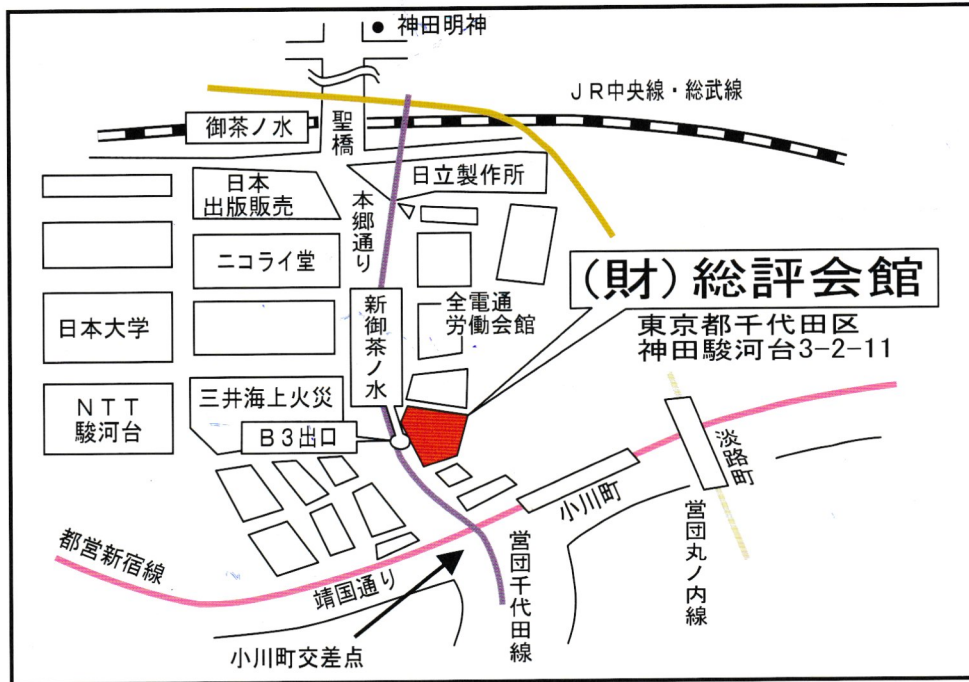 神田明神
JR中央線・総武線
御茶ノ水
聖橋
日本
出版販売
日立製作所
本郷通り
ニコライ堂
(財)総評会館
東京都千代田区
神田駿河台3-2-11
新御茶ノ水
全電通
労働会館
日本大学
三井海上火災
NTT
駿河台
B3出口
淡路町
小川町
営団丸ノ内線
営団千代田線
都営新宿線
靖国通り
小川町交差点